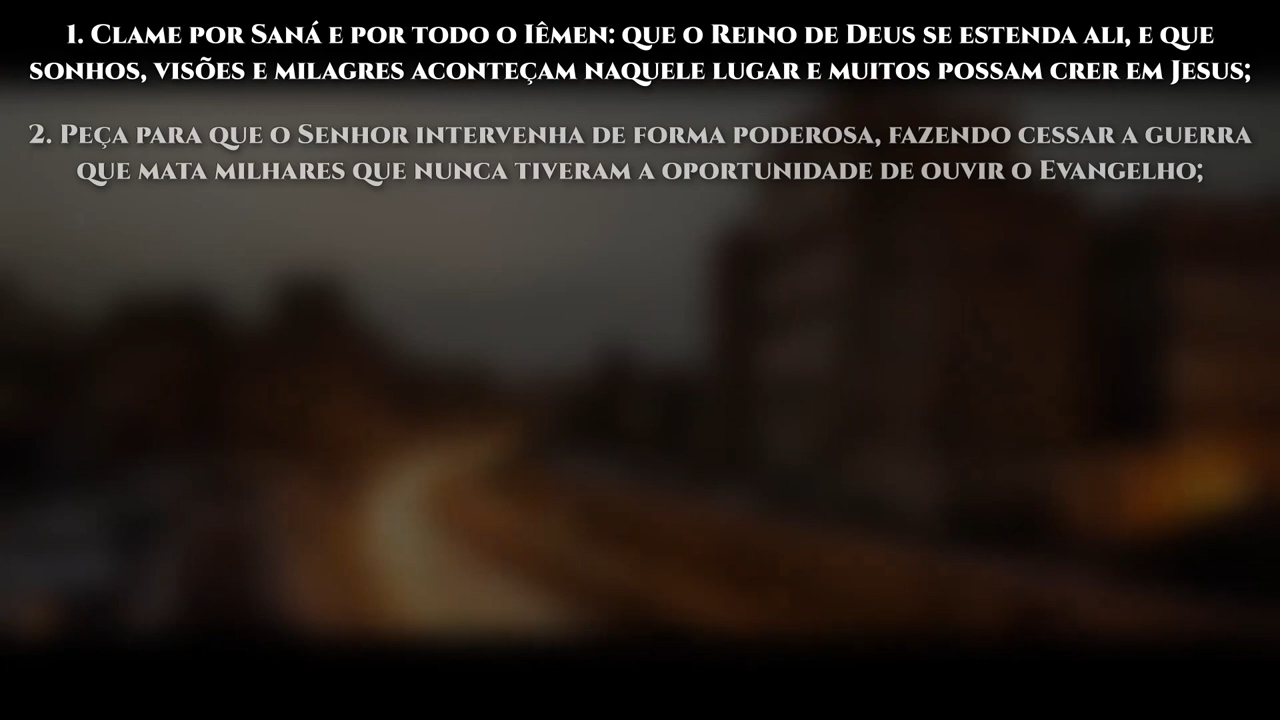 1. Clame por Saná e por todo o Iêmen: que o Reino de Deus se estenda ali, e que
sonhos, visões e milagres aconteçam naquele lugar e muitos possam crer em Jesus;
2. Peça para que o Senhor intervenha de forma poderosa, fazendo cessar a guerra
que mata milhares que nunca tiveram a oportunidade de ouvir o Evangelho;